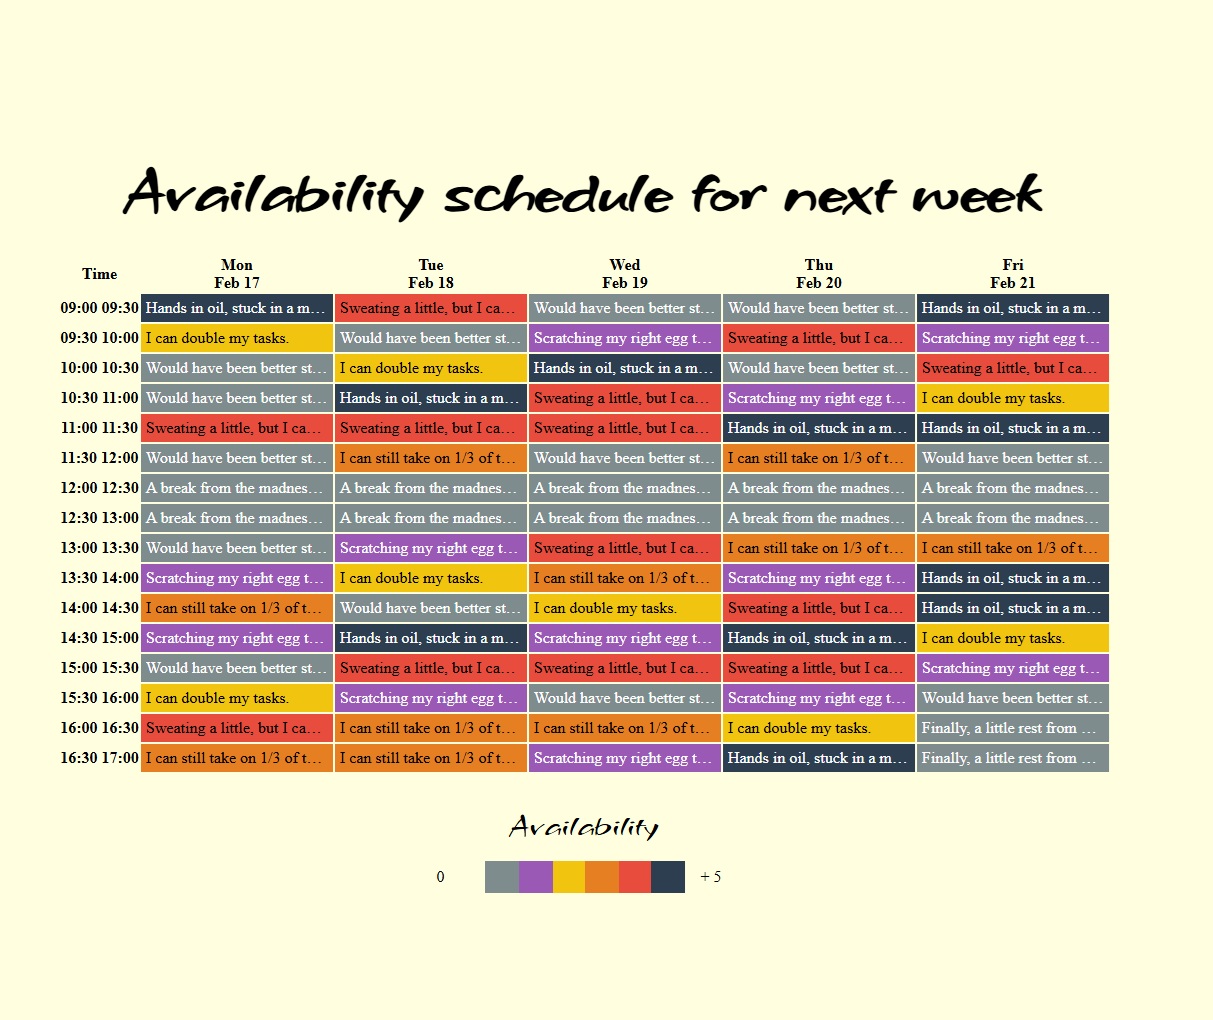 Availability schedule for next week
Time Mon Tue Wed Thu Fri
Feb 17 Feb 18 Feb 19 Feb 20 Feb 21
09:00 09:30 Hands in oil, stuck in a m… Sweating a little, but I ca… Would have been better st… Would have been better st… Hands in oil, stuck in a m…
09:30 10:00 I can double my tasks. Would have been better st… Scratching my right egg t… Sweating a little, but I ca… Scratching my right egg t…
10:00 10:30 Would have been better st… I can double my tasks. Hands in oil, stuck in a m… Would have been better st… Sweating a little, but I ca…
10:30 11:00 Would have been better st… Hands in oil, stuck in a m… Sweating a little, but I ca… Scratching my right egg t… I can double my tasks.
11:00 11:30 Sweating a little, but I ca… Sweating a little, but I ca… Sweating a little, but I ca… Hands in oil, stuck in a m… Hands in oil, stuck in a m…
11:30 12:00 Would have been better st… I can still take on 1/3 of t… Would have been better st… I can still take on 1/3 of t… Would have been better st…
12:00 12:30 A break from the madnes… A break from the madnes… A break from the madnes… A break from the madnes… A break from the madnes…
12:30 13:00 A break from the madnes… A break from the madnes… A break from the madnes… A break from the madnes… A break from the madnes…
13:00 13:30 Would have been better st… Scratching my right egg t… Sweating a little, but I ca… I can still take on 1/3 of t… I can still take on 1/3 of t…
13:30 14:00 Scratching my right egg t… I can double my tasks. I can still take on 1/3 of t… Scratching my right egg t… Hands in oil, stuck in a m…
14:00 14:30 I can still take on 1/3 of t… Would have been better st… I can double my tasks. Sweating a little, but I ca… Hands in oil, stuck in a m…
14:30 15:00 Scratching my right egg t… Hands in oil, stuck in a m… Scratching my right egg t… Hands in oil, stuck in a m… I can double my tasks.
15:00 15:30 Would have been better st… Sweating a little, but I ca… Sweating a little, but I ca… Sweating a little, but I ca… Scratching my right egg t…
15:30 16:00 I can double my tasks. Scratching my right egg t… Would have been better st… Scratching my right egg t… Would have been better st…
16:00 16:30 Sweating a little, but I ca… I can still take on 1/3 of t… I can still take on 1/3 of t… I can double my tasks. Finally, a little rest from …
16:30 17:00 I can still take on 1/3 of t… I can still take on 1/3 of t… Scratching my right egg t… Hands in oil, stuck in a m… Finally, a little rest from …
Availability
0 + 5